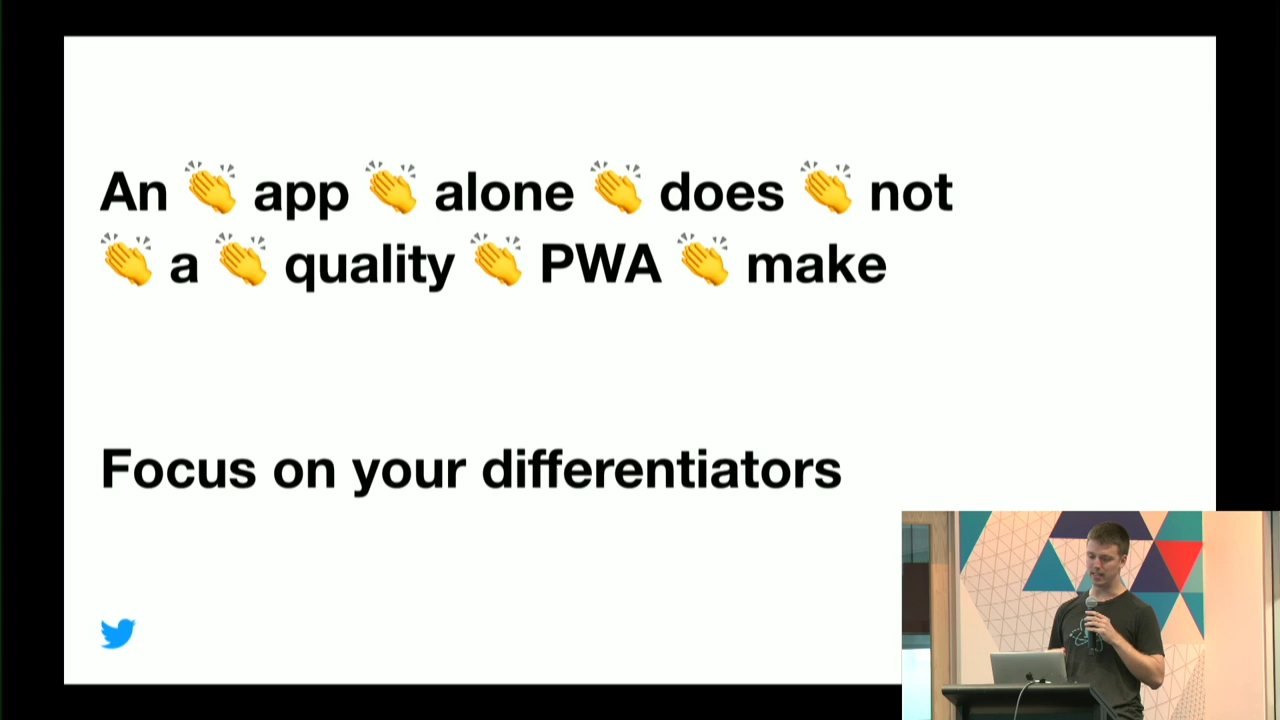 An 👏 app 👏 alone 👏 does 👏 not
👏 a 👏 quality 👏 PWA 👏 make
Focus on your differentiators